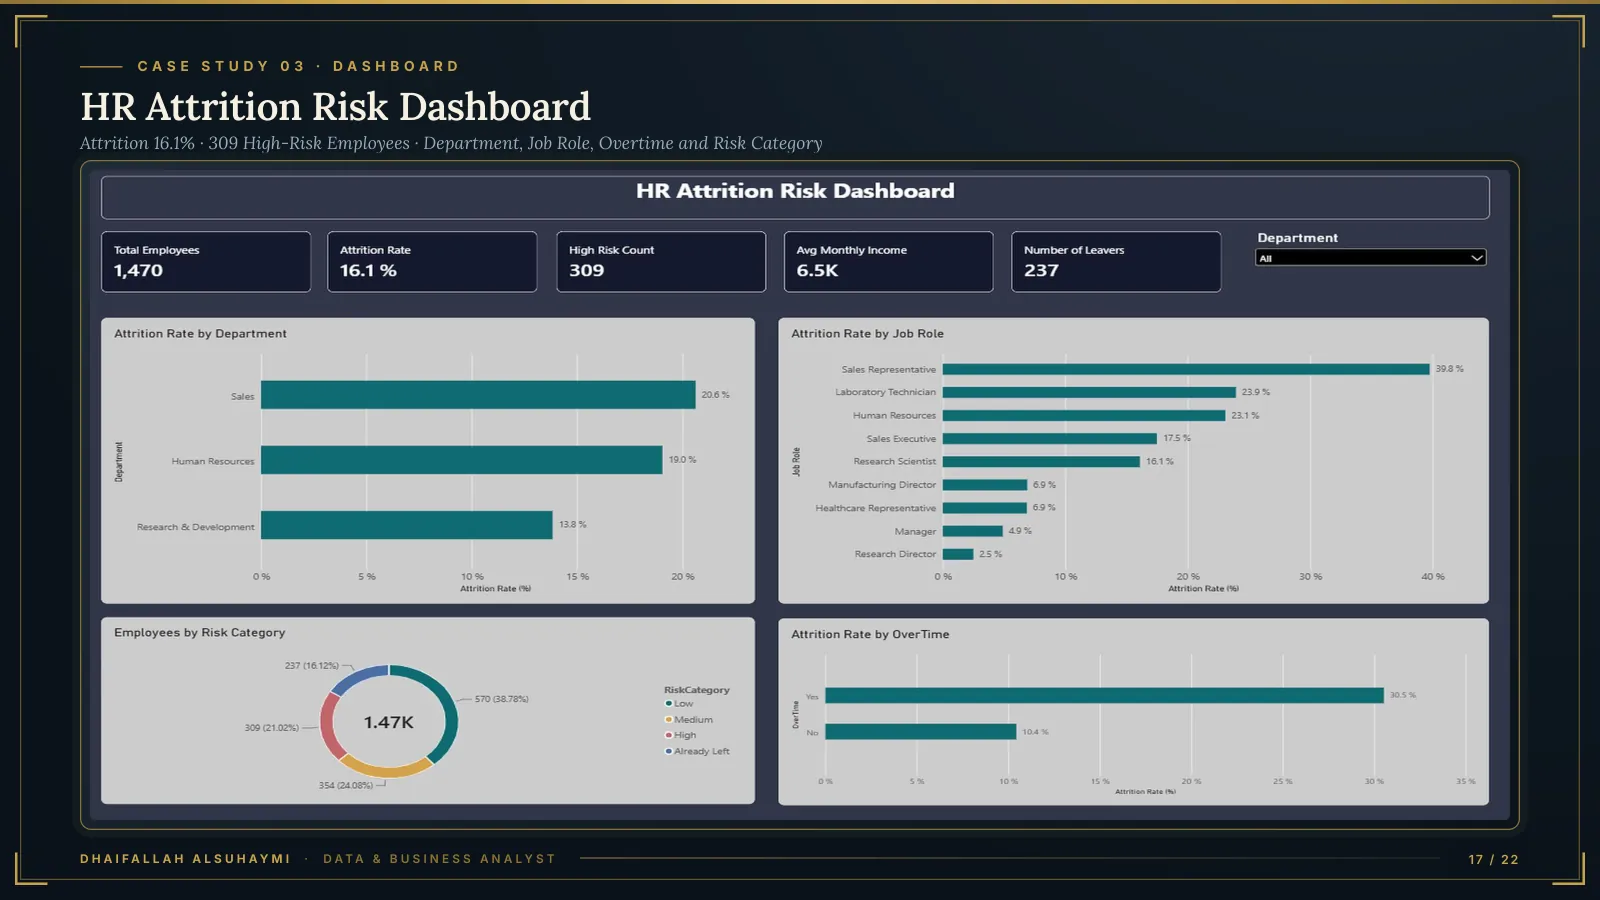 CASE STUDY 03 · DASHBOARD
HR Attrition Risk Dashboard
Attrition 16.1% · 309 High-Risk Employees · Department, Job Role, Overtime and Risk Category
HR Attrition Risk Dashboard
Total Employees
1,470
Attrition Rate
16.1 %
High Risk Count
309
Avg Monthly Income
6.5K
Number of Leavers
237
Department
All
Attrition Rate by Department
Department
Sales
20.6 %
Human Resources
19.0 %
Research & Development
13.8 %
0 % 5 % 10 % 15 % 20 %
Attrition Rate (%)
Attrition Rate by Job Role
Job Role
Sales Representative
39.8 %
Laboratory Technician
23.9 %
Human Resources
23.1 %
Sales Executive
17.5 %
Research Scientist
16.1 %
Manufacturing Director
6.9 %
Healthcare Representative
6.9 %
Manager
4.9 %
Research Director
2.5 %
0 % 10 % 20 % 30 % 40 %
Attrition Rate (%)
Employees by Risk Category
237 (16.12%)
570 (38.78%)
309 (21.02%)
354 (24.08%)
1.47K
RiskCategory
Low
Medium
High
Already Left
Attrition Rate by OverTime
OverTime
Yes
30.5 %
No
10.4 %
0 % 5 % 10 % 15 % 20 % 25 % 30 % 35 %
Attrition Rate (%)
DHAIFALLAH ALSUHAYMI · DATA & BUSINESS ANALYST
17 / 22